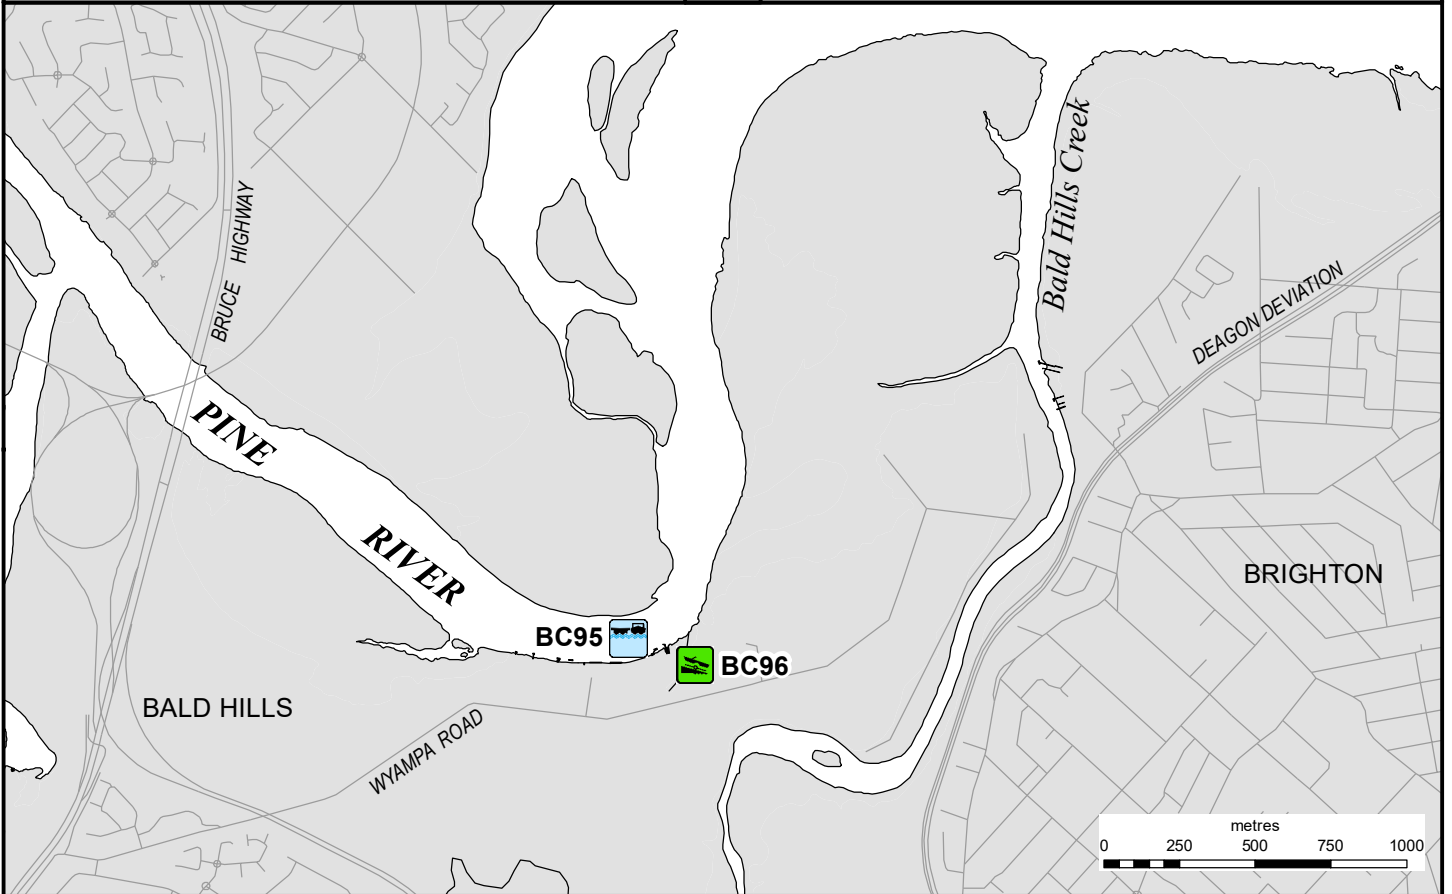 Bald Hills Creek
BRUCE HIGHWAY
DEAGON DEVIATION
PINE
RIVER
BRIGHTON
BC95
BC96
BALD HILLS
WYAMPA ROAD
metres
0 250 500 750 1000